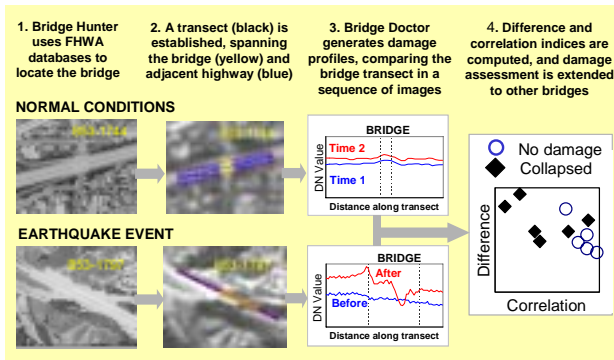 1. Bridge Hunter
uses FHWA
databases to
locate the bridge
2. A transect (black) is
established, spanning
the bridge (yellow) and
adjacent highway (blue)
3. Bridge Doctor
generates damage
profiles, comparing the
bridge transect in a
sequence of images
4. Difference and
correlation indices are
computed, and damage
assessment is extended
to other bridges
NORMAL CONDITIONS
BRIDGE
Time 2
Time 1
DN Value
Distance along transect
EARTHQUAKE EVENT
BRIDGE
After
Before
DN Value
Distance along transect
No damage
Collapsed
Difference
Correlation